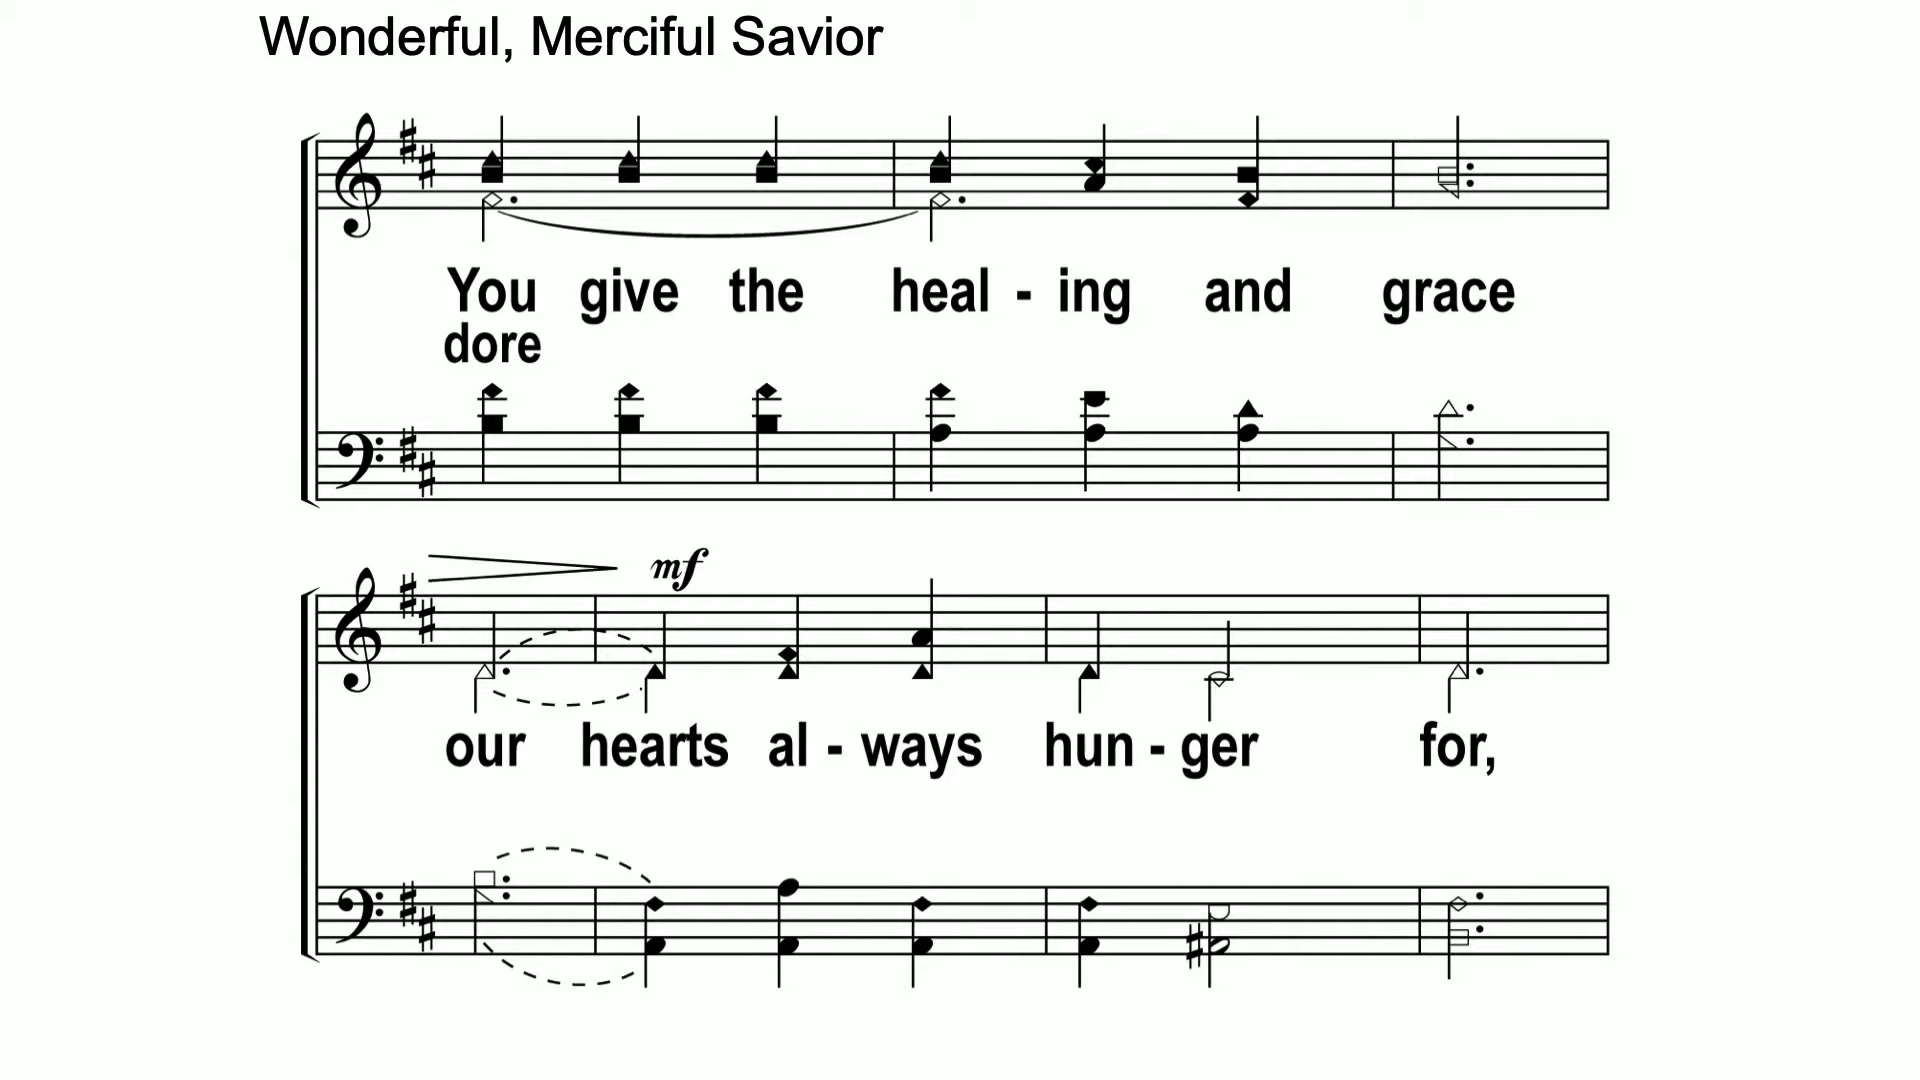 Wonderful, Merciful Savior
You give the heal - ing and grace
dore
mf
our hearts al - ways hun - ger for,